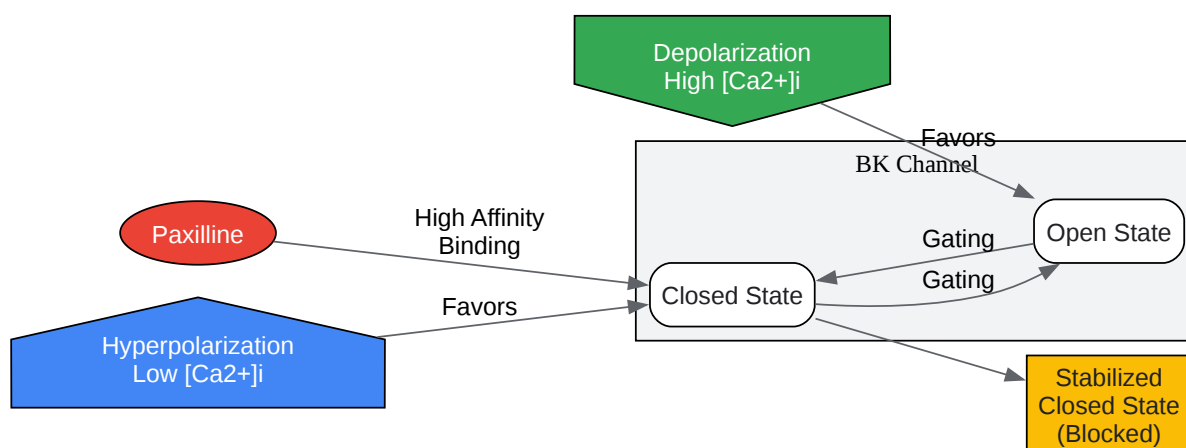 Depolarization
High [Ca2+]i
Favors
BK Channel
Paxilline
High Affinity
Binding
Open State
Gating
Gating
Closed State
Favors
Hyperpolarization
Low [Ca2+]i
Stabilized
Closed State
(Blocked)